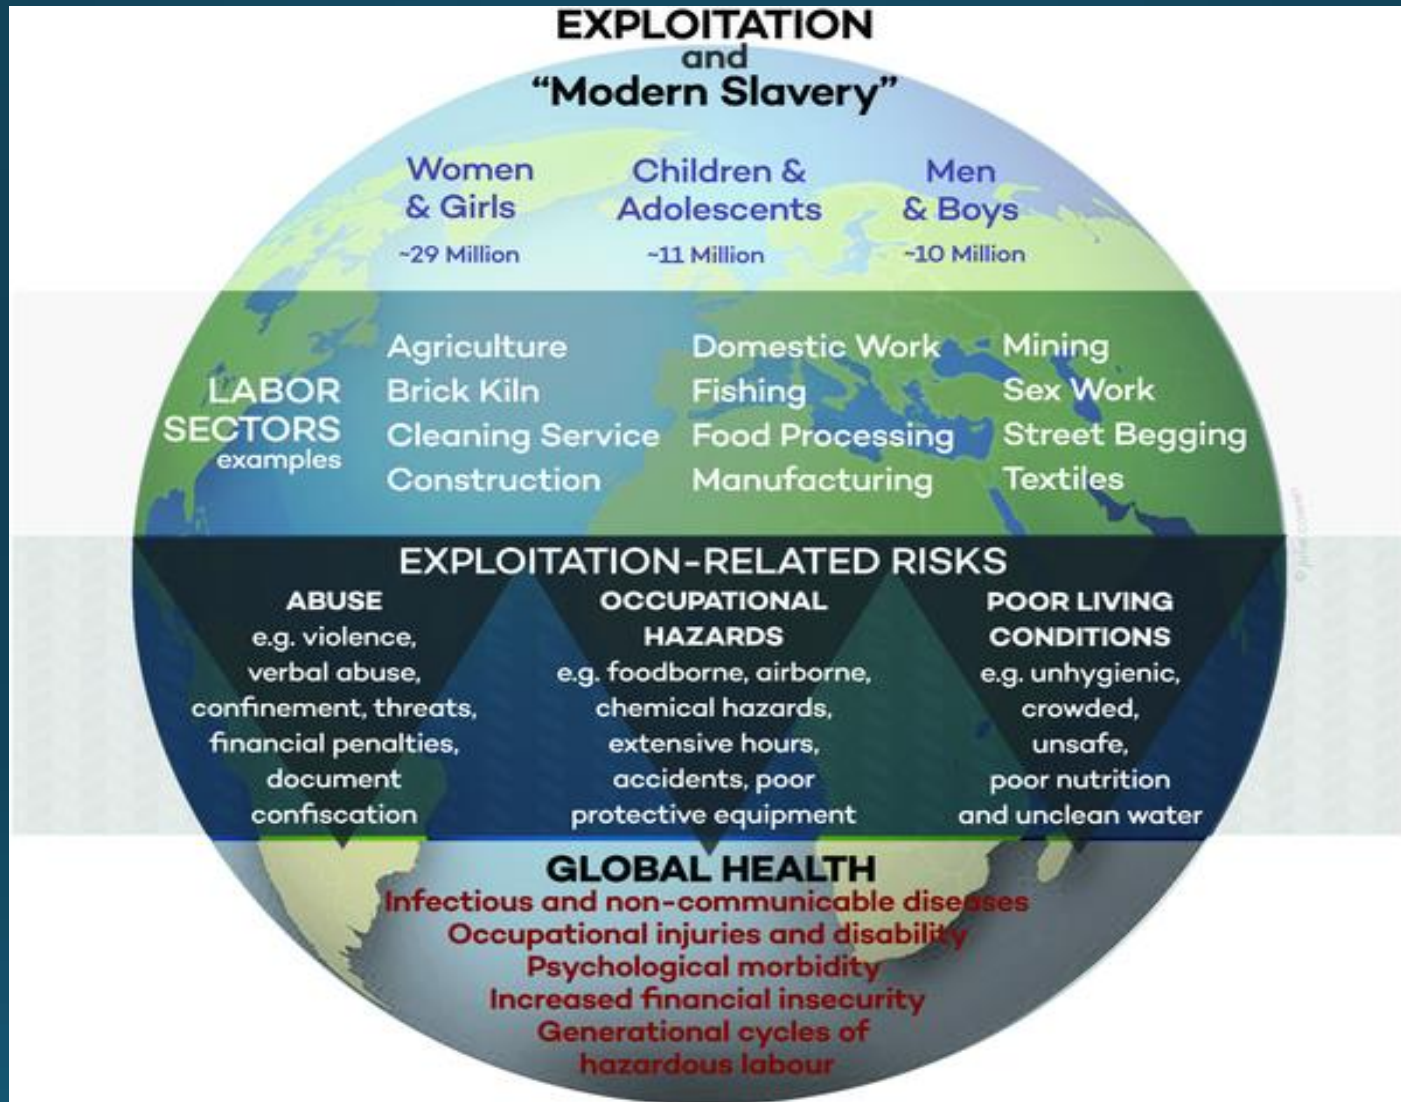 EXPLOITATION
and
“Modern Slavery”
Women
& Girls
~29 Million
Children &
Adolescents
~11 Million
Men
& Boys
~10 Million
LABOR
SECTORS
examples
Agriculture
Brick Kiln
Cleaning Service
Construction
Domestic Work
Fishing
Food Processing
Manufacturing
Mining
Sex Work
Street Begging
Textiles
EXPLOITATION-RELATED RISKS
ABUSE
e.g. violence,
verbal abuse,
confinement, threats,
financial penalties,
document
confiscation
OCCUPATIONAL
HAZARDS
e.g. foodborne, airborne,
chemical hazards,
extensive hours,
accidents, poor
protective equipment
POOR LIVING
CONDITIONS
e.g. unhygienic,
crowded,
unsafe,
poor nutrition
and unclean water
GLOBAL HEALTH
Infectious and non-communicable diseases
Occupational injuries and disability
Psychological morbidity
Increased financial insecurity
Generational cycles of
hazardous labour